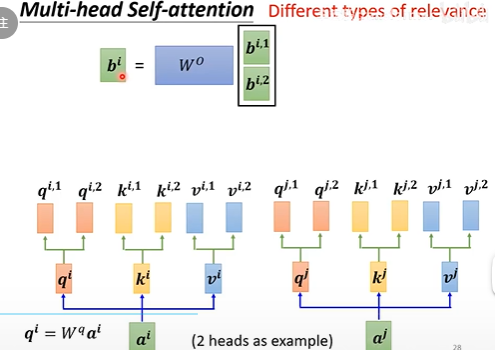 Multi-head Self-attention Different types of relevance
b^{i,1}
b^i = W^O
b^{i,2}
q^{i,1} q^{i,2} k^{i,1} k^{i,2} v^{i,1} v^{i,2} q^{j,1} q^{j,2} k^{j,1} k^{j,2} v^{j,1} v^{j,2}
q^i k^i v^i q^j k^j v^j
q^i = W^q a^i a^i (2 heads as example) a^j
28